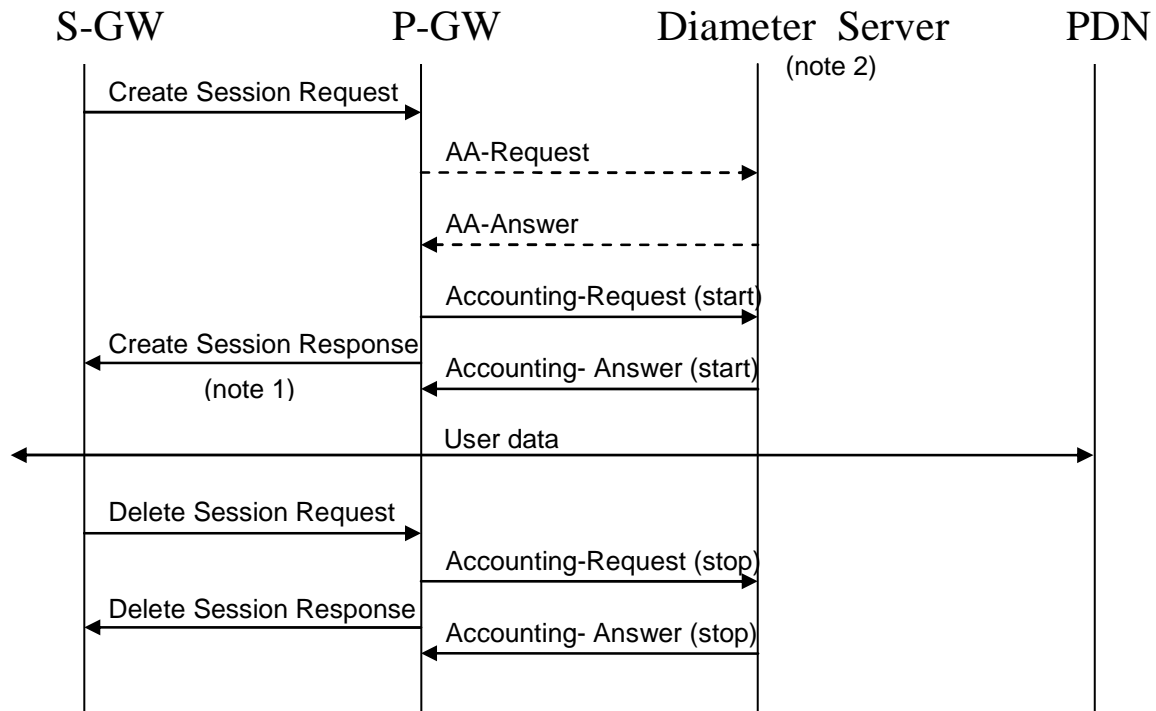 S-GW P-GW Diameter Server PDN
(note 2)
Create Session Request
AA-Request
AA-Answer
Accounting-Request (start)
Create Session Response
(note 1)
Accounting- Answer (start)
User data
Delete Session Request
Accounting-Request (stop)
Delete Session Response
Accounting- Answer (stop)